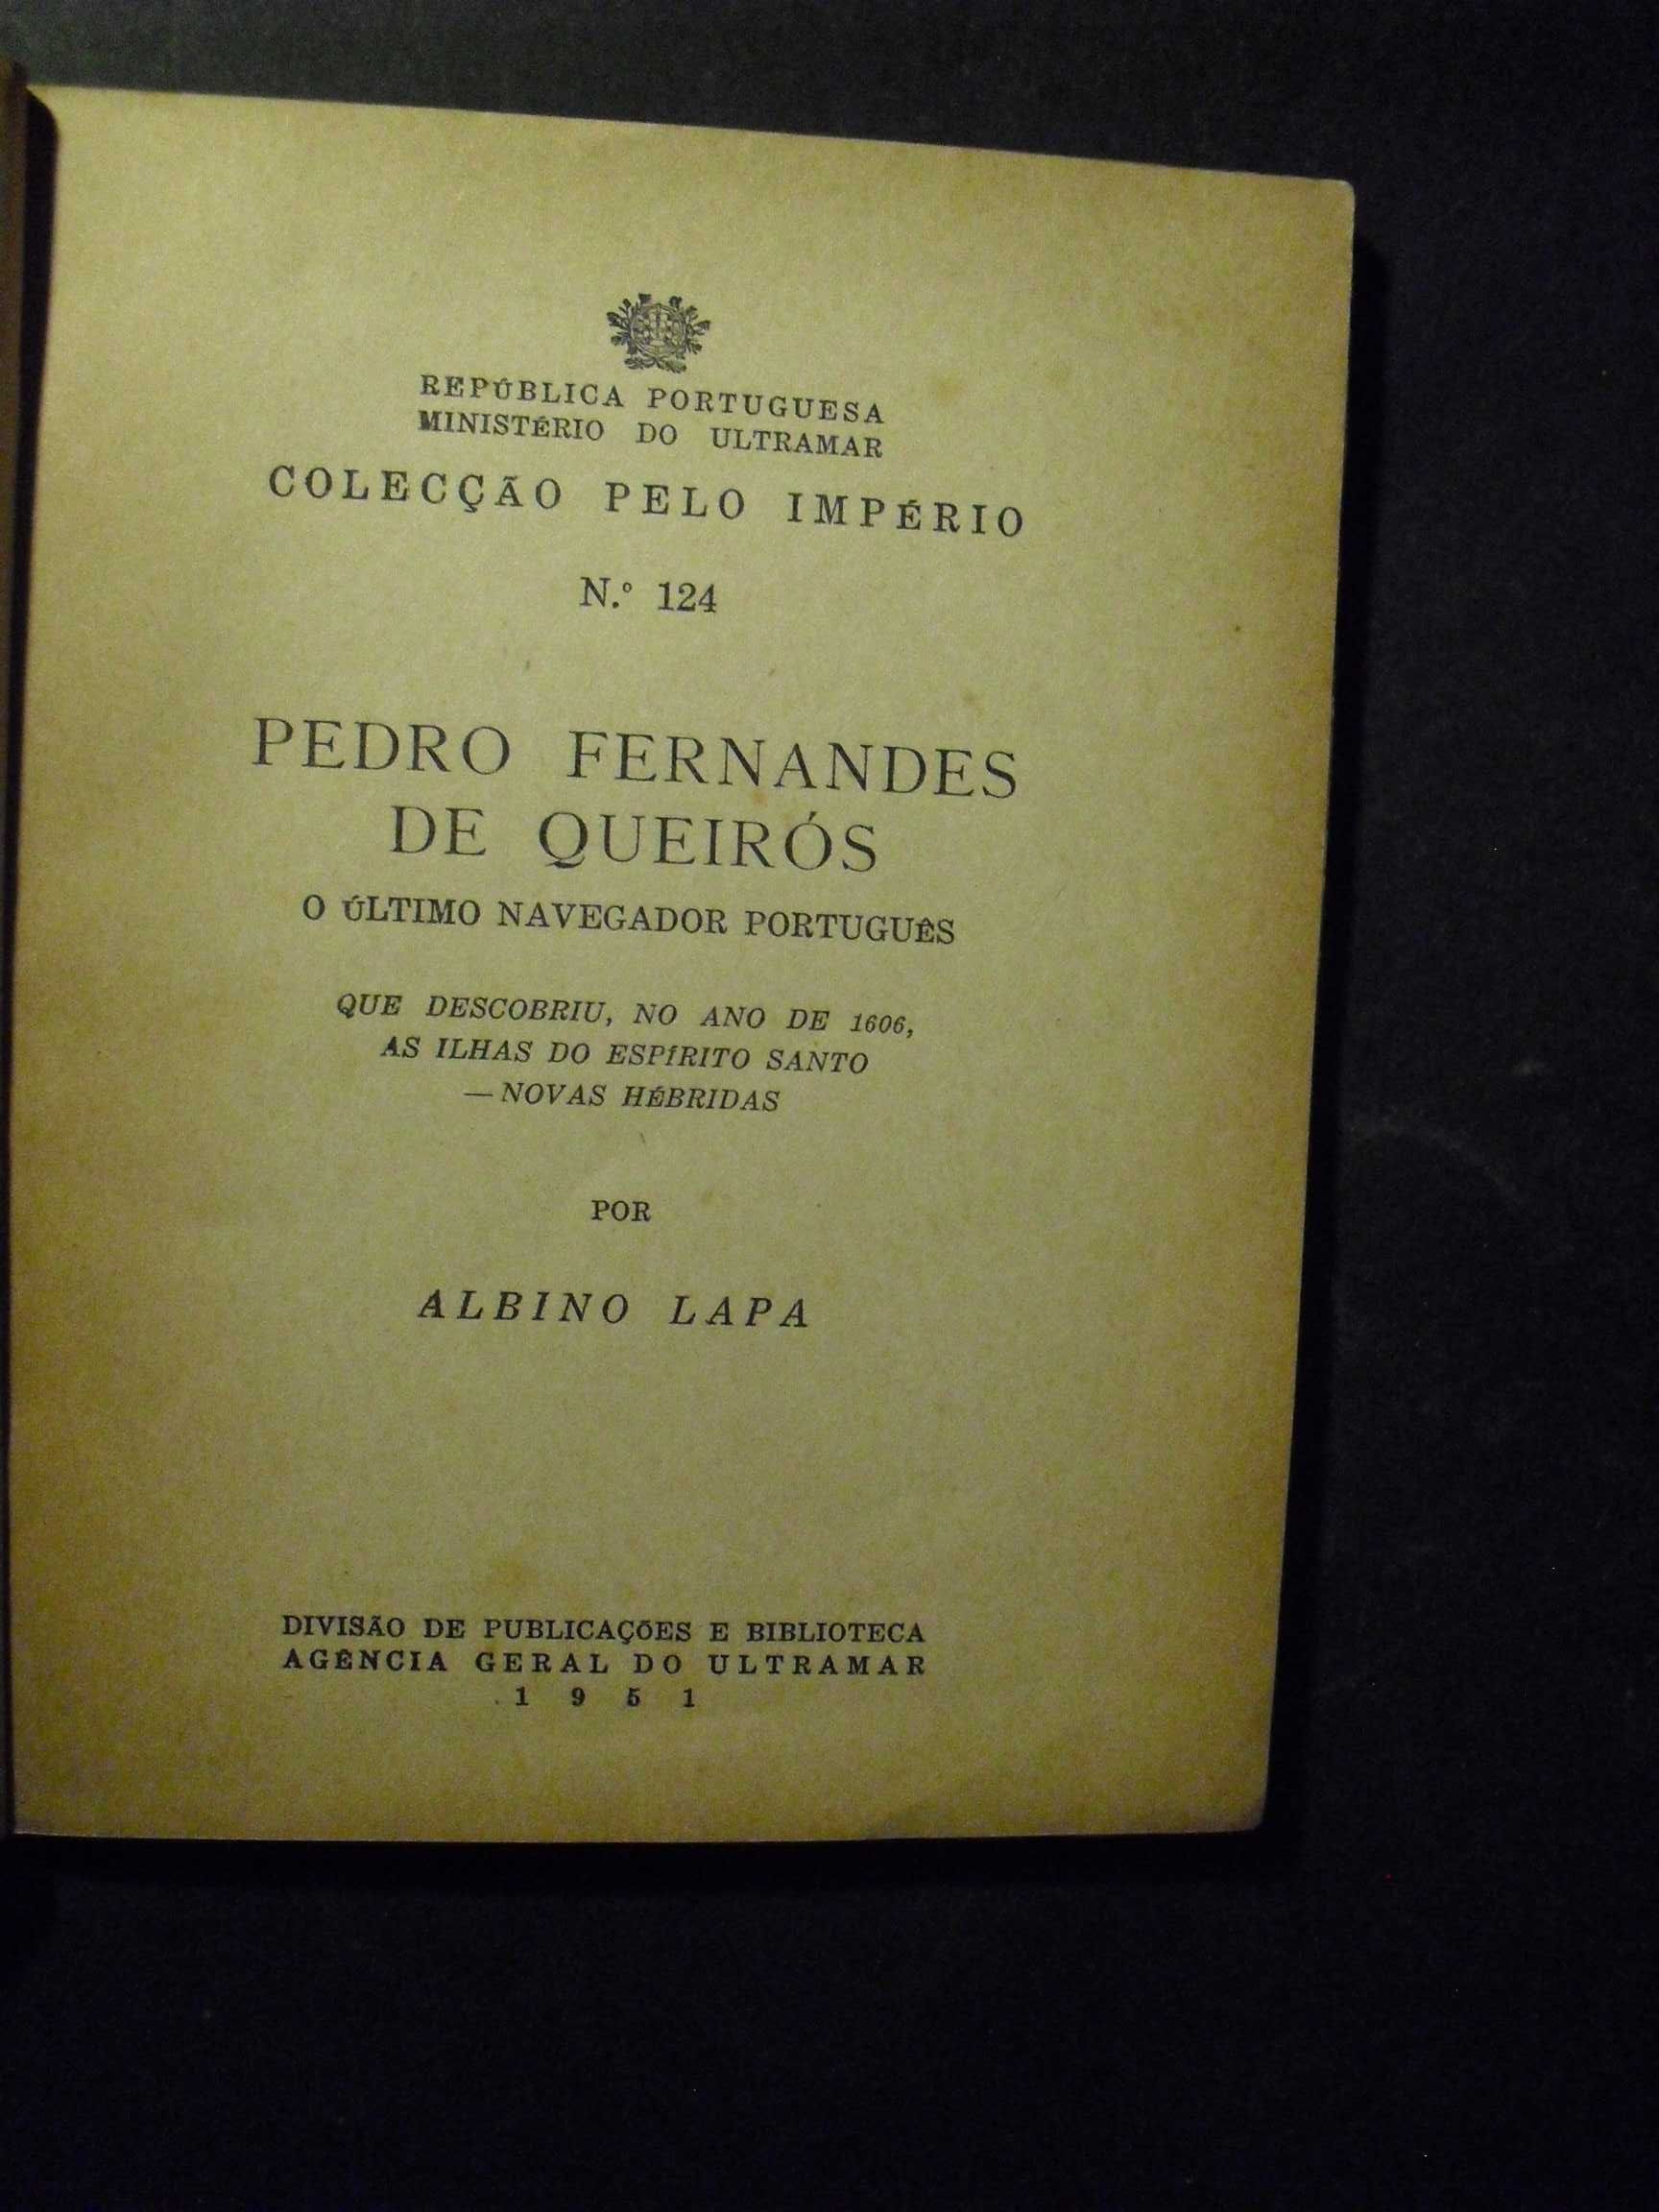 REPÚBLICA PORTUGUESA
MINISTÉRIO DO ULTRAMAR
COLECÇÃO PELO IMPÉRIO
N.º 124
PEDRO FERNANDES
DE QUEIRÓS
O ÚLTIMO NAVEGADOR PORTUGUÊS
QUE DESCOBRIU, NO ANO DE 1606,
AS ILHAS DO ESPÍRITO SANTO
— NOVAS HÉBRIDAS
POR
ALBINO LAPA
DIVISÃO DE PUBLICAÇÕES E BIBLIOTECA
AGÊNCIA GERAL DO ULTRAMAR
1951